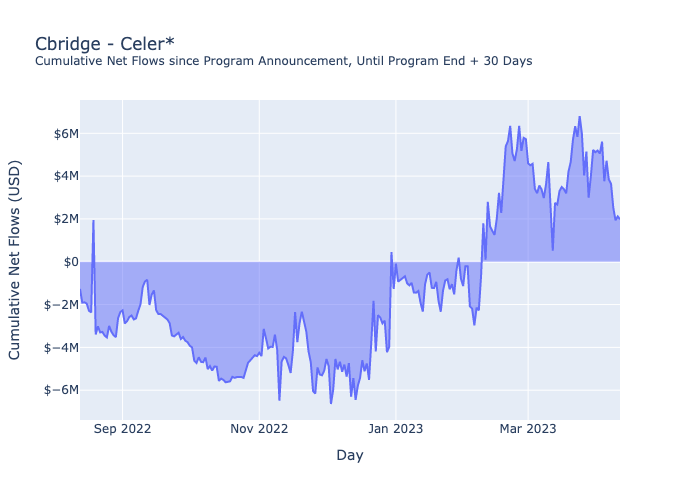 Cbridge - Celer*
Cumulative Net Flows since Program Announcement, Until Program End + 30 Days
Cumulative Net Flows (USD)
$6M
$4M
$2M
$0
$−2M
$−4M
$−6M
Sep 2022
Nov 2022
Jan 2023
Mar 2023
Day